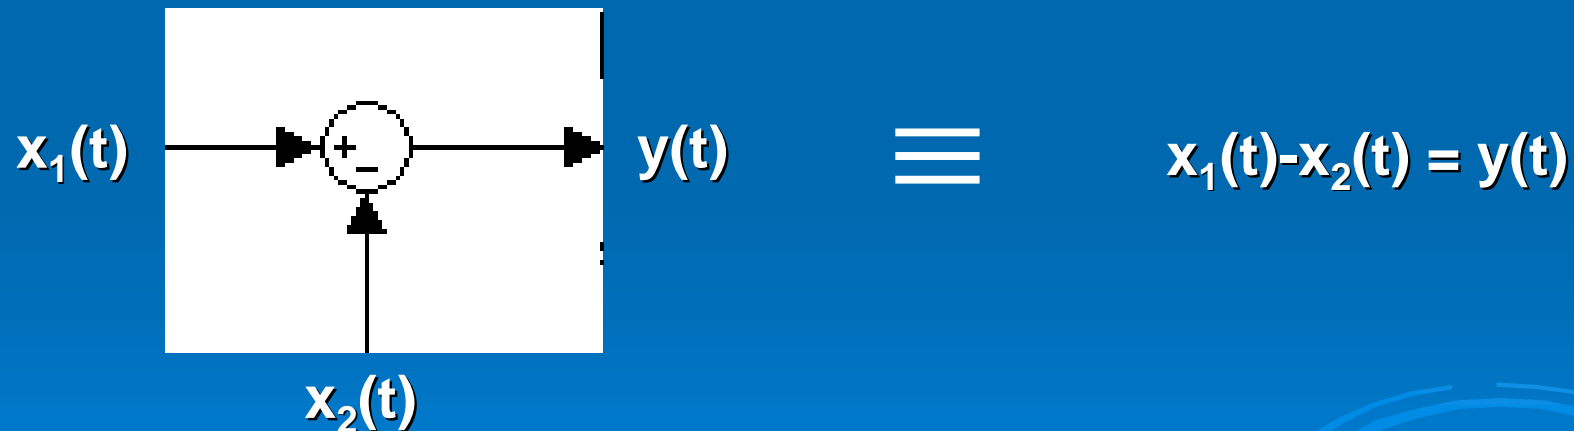 x₁(t) + − y(t) ≡ x₁(t)-x₂(t) = y(t)
x₂(t)